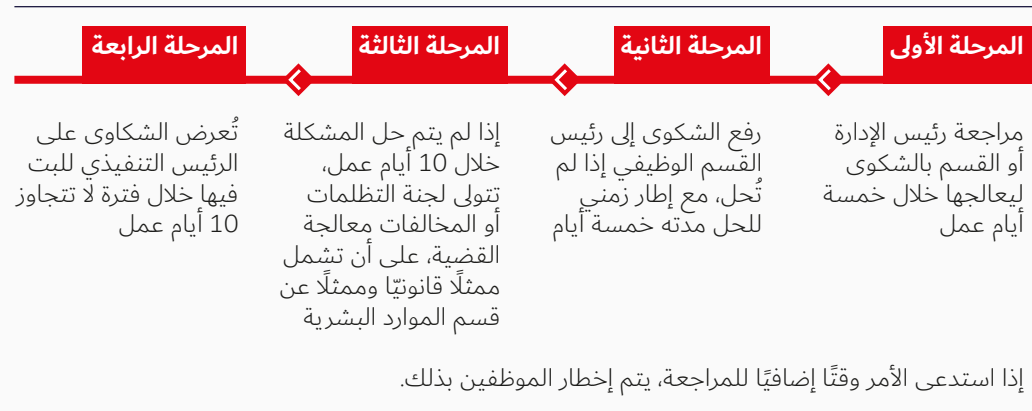 المرحلة الأولى
مراجعة رئيس الإدارة
أو القسم بالشكوى
ليعالجها خلال خمسة
أيام عمل
المرحلة الثانية
رفع الشكوى إلى رئيس
القسم الوظيفي إذا لم
تُحل، مع إطار زمني
للحل مدته خمسة أيام
المرحلة الثالثة
إذا لم يتم حل المشكلة
خلال 10 أيام عمل،
تتولى لجنة التظلمات
أو المخالفات معالجة
القضية، على أن تشمل
ممثلًا قانونيًا وممثلًا عن
قسم الموارد البشرية
المرحلة الرابعة
تُعرض الشكاوى على
الرئيس التنفيذي للبت
فيها خلال فترة لا تتجاوز
10 أيام عمل
إذا استدعى الأمر وقتًا إضافيًا للمراجعة، يتم إخطار الموظفين بذلك.